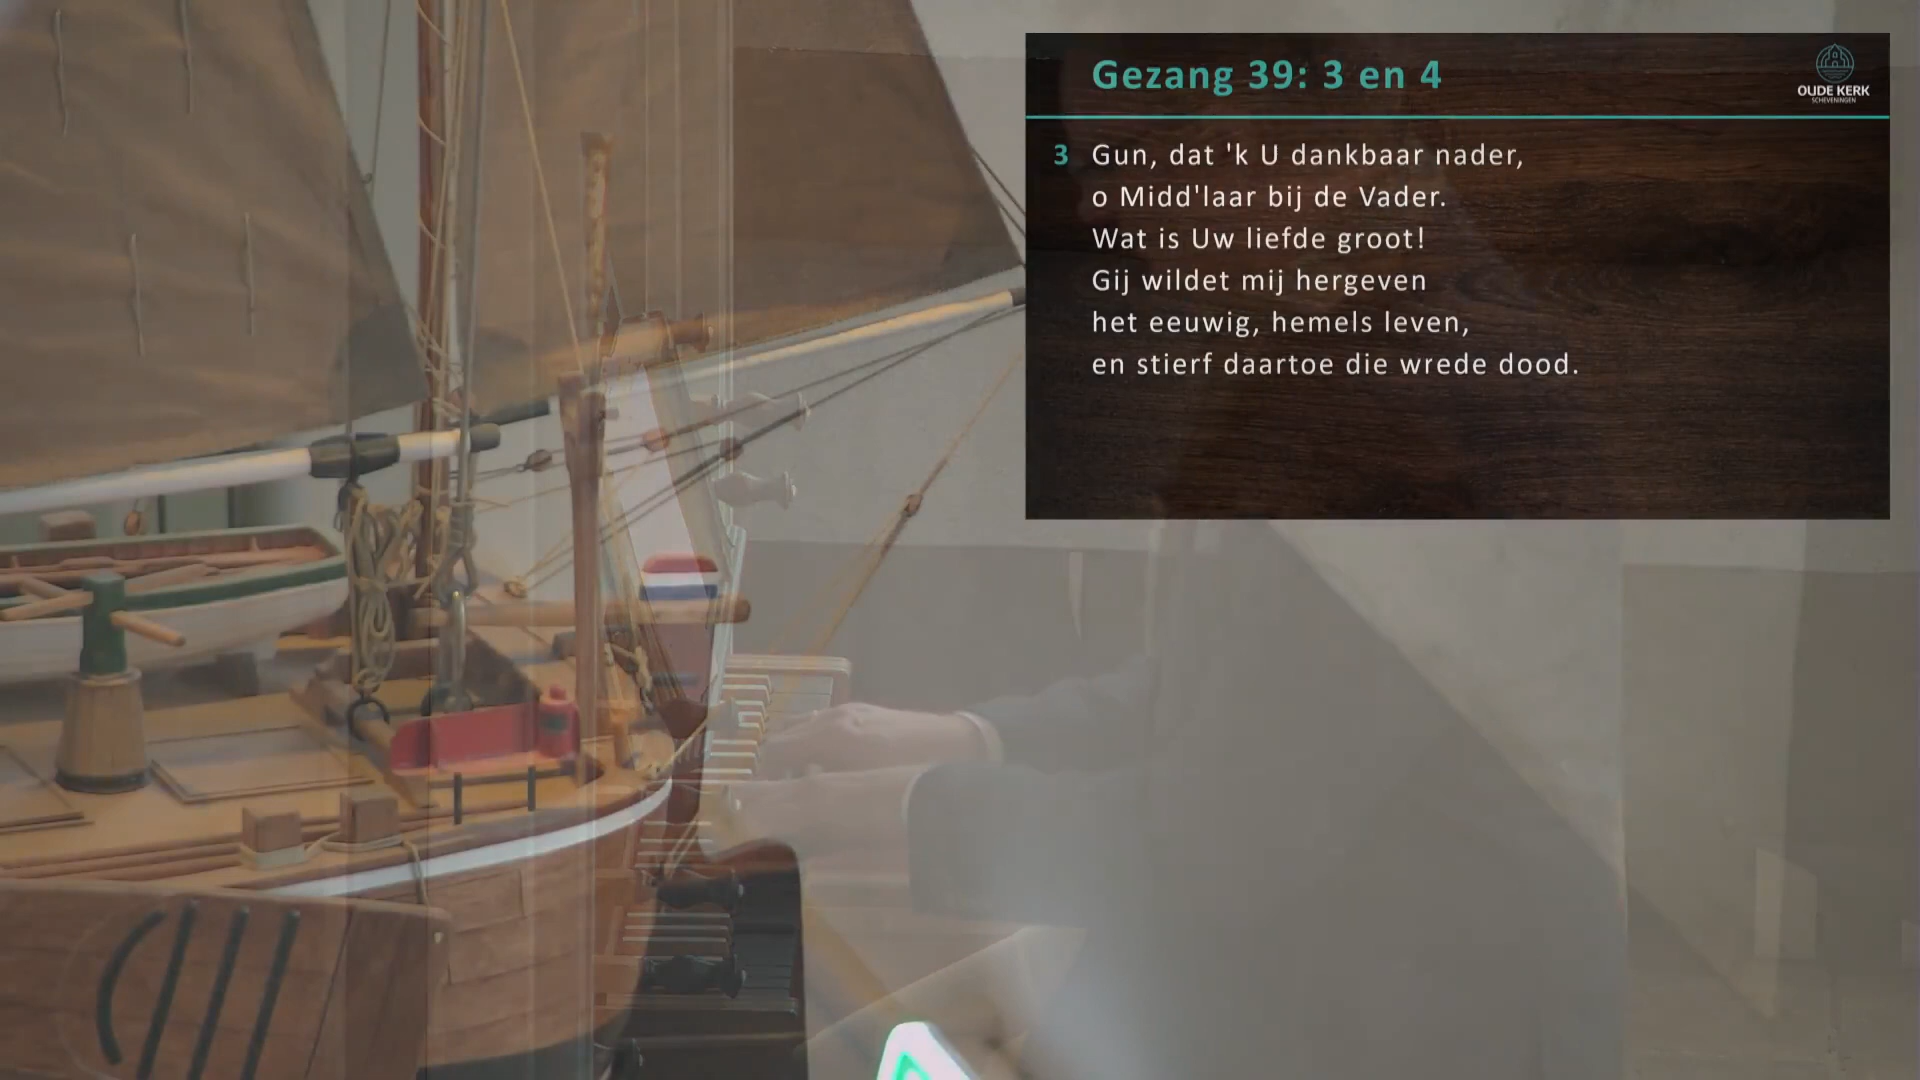 Gezang 39: 3 en 4
OUDE KERK
SCHEVENINGEN
3 Gun, dat 'k U dankbaar nader,
o Midd'laar bij de Vader.
Wat is Uw liefde groot!
Gij wildet mij hergeven
het eeuwig, hemels leven,
en stierf daartoe die wrede dood.